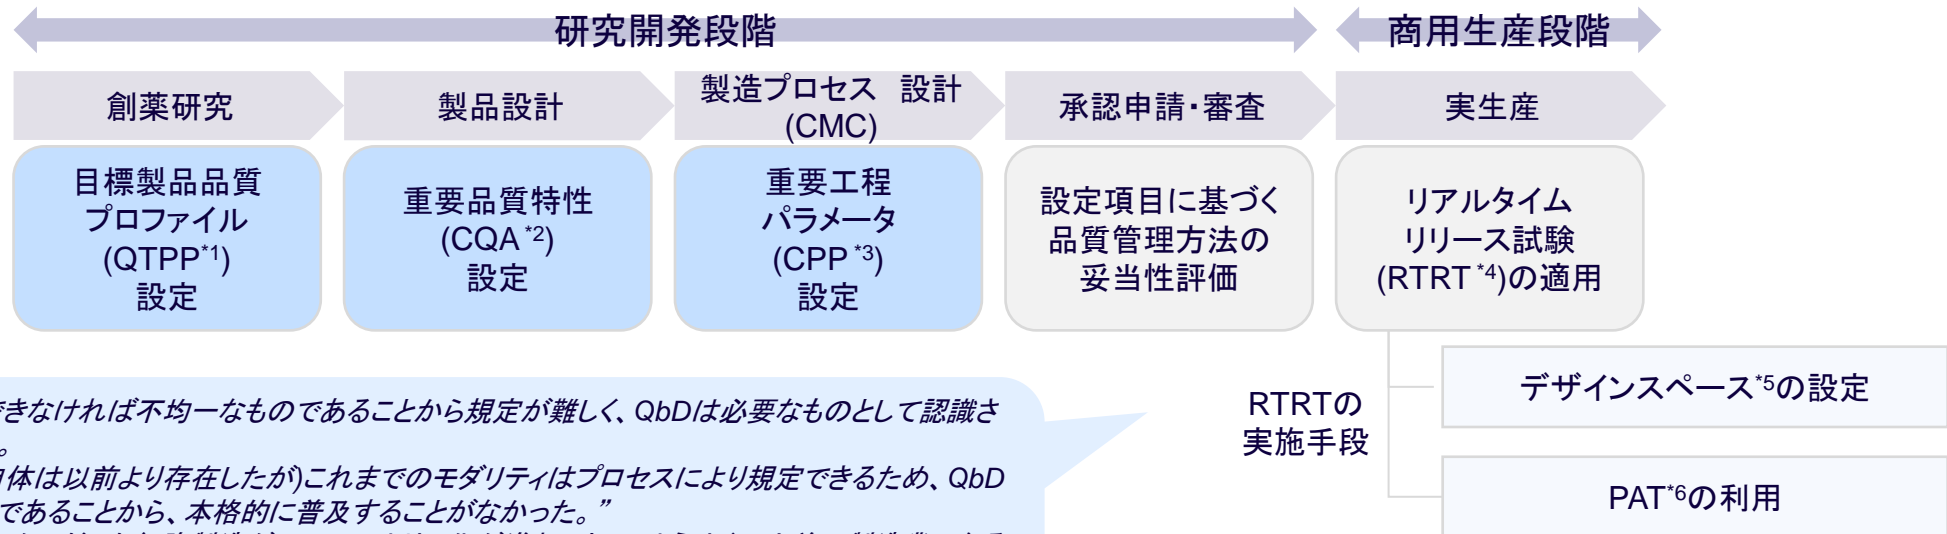 研究開発段階
商用生産段階
創薬研究
製品設計
製造プロセス 設計
(CMC)
承認申請・審査
実生産
目標製品品質
プロファイル
(QTPP*1)
設定
重要品質特性
(CQA*2)
設定
重要工程
パラメータ
(CPP*3)
設定
設定項目に基づく
品質管理方法の
妥当性評価
リアルタイム
リリース試験
(RTRT*4)の適用
RTRTの
実施手段
デザインスペース*5の設定
PAT*6の利用
できなければ不均一なものであることから規定が難しく、QbDは必要なものとして認識さ
。
体は以前より存在したが)これまでのモダリティはプロセスにより規定できるため、QbD
であることから、本格的に普及することがなかった。”